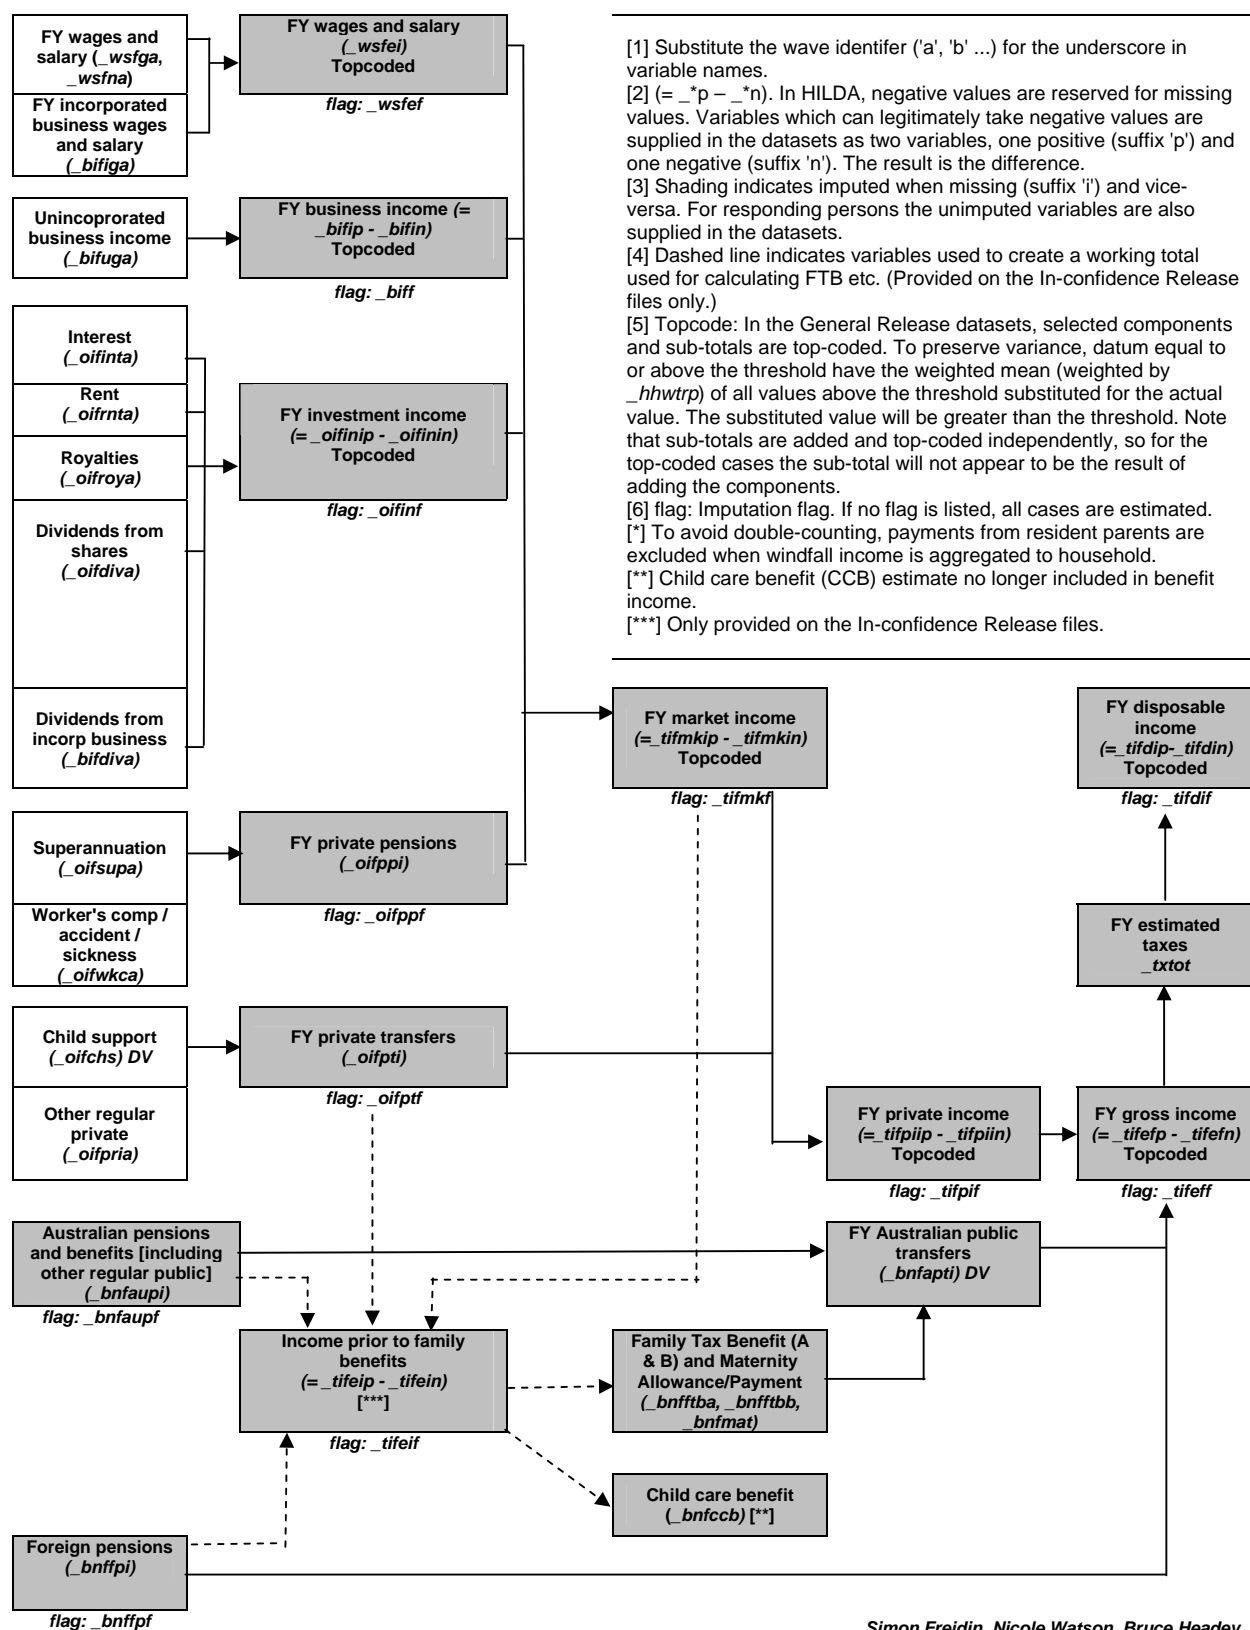 FY wages and
salary (_wsfga,
_wsfna)
FY incorporated
business wages
and salary
(_bifiga)
FY wages and salary
(_wsfei)
Topcoded
flag: _wsfef
Unincoprorated
business income
(_bifuga)
FY business income (=
_bifip - _bifin)
Topcoded
flag: _biff
Interest
(_oifinta)
Rent
(_oifrnta)
Royalties
(_oifroya)
Dividends from
shares
(_oifdiva)
Dividends from
incorp business
(_bifdiva)
FY investment income
(= _oifinip - _oifinin)
Topcoded
flag: _oifinf
[1] Substitute the wave identifer ('a', 'b' ...) for the underscore in
variable names.
[2] (= _*p – _*n). In HILDA, negative values are reserved for missing
values. Variables which can legitimately take negative values are
supplied in the datasets as two variables, one positive (suffix 'p') and
one negative (suffix 'n'). The result is the difference.
[3] Shading indicates imputed when missing (suffix 'i') and vice-
versa. For responding persons the unimputed variables are also
supplied in the datasets.
[4] Dashed line indicates variables used to create a working total
used for calculating FTB etc. (Provided on the In-confidence Release
files only.)
[5] Topcode: In the General Release datasets, selected components
and sub-totals are top-coded. To preserve variance, datum equal to
or above the threshold have the weighted mean (weighted by
_hhwtrp) of all values above the threshold substituted for the actual
value. The substituted value will be greater than the threshold. Note
that sub-totals are added and top-coded independently, so for the
top-coded cases the sub-total will not appear to be the result of
adding the components.
[6] flag: Imputation flag. If no flag is listed, all cases are estimated.
[*] To avoid double-counting, payments from resident parents are
excluded when windfall income is aggregated to household.
[**] Child care benefit (CCB) estimate no longer included in benefit
income.
[***] Only provided on the In-confidence Release files.
FY market income
(=_tifmkip - _tifmkin)
Topcoded
flag: _tifmkf
FY disposable
income
(=_tifdip-_tifdin)
Topcoded
flag: _tifdif
Superannuation
(_oifsupa)
Worker's comp /
accident /
sickness
(_oifwkca)
FY private pensions
(_oifppi)
flag: _oifppf
FY estimated
taxes
_txtot
Child support
(_oifchs) DV
Other regular
private
(_oifpria)
FY private transfers
(_oifpti)
flag: _oifptf
FY private income
(=_tifpiip - _tifpiin)
Topcoded
flag: _tifpif
FY gross income
(= _tifefp - _tifefn)
Topcoded
flag: _tifeff
Australian pensions
and benefits [including
other regular public]
(_bnfaupi)
flag: _bnfaupf
FY Australian public
transfers
(_bnfapti) DV
Income prior to family
benefits
(= _tifeip - _tifein)
[***]
flag: _tifeif
Family Tax Benefit (A
& B) and Maternity
Allowance/Payment
(_bnfftba, _bnfftbb,
_bnfmat)
Child care benefit
(_bnfccb) [**]
Foreign pensions
(_bnffpi)
flag: _bnffpf
Simon Freidin, Nicole Watson, Bruce Headey